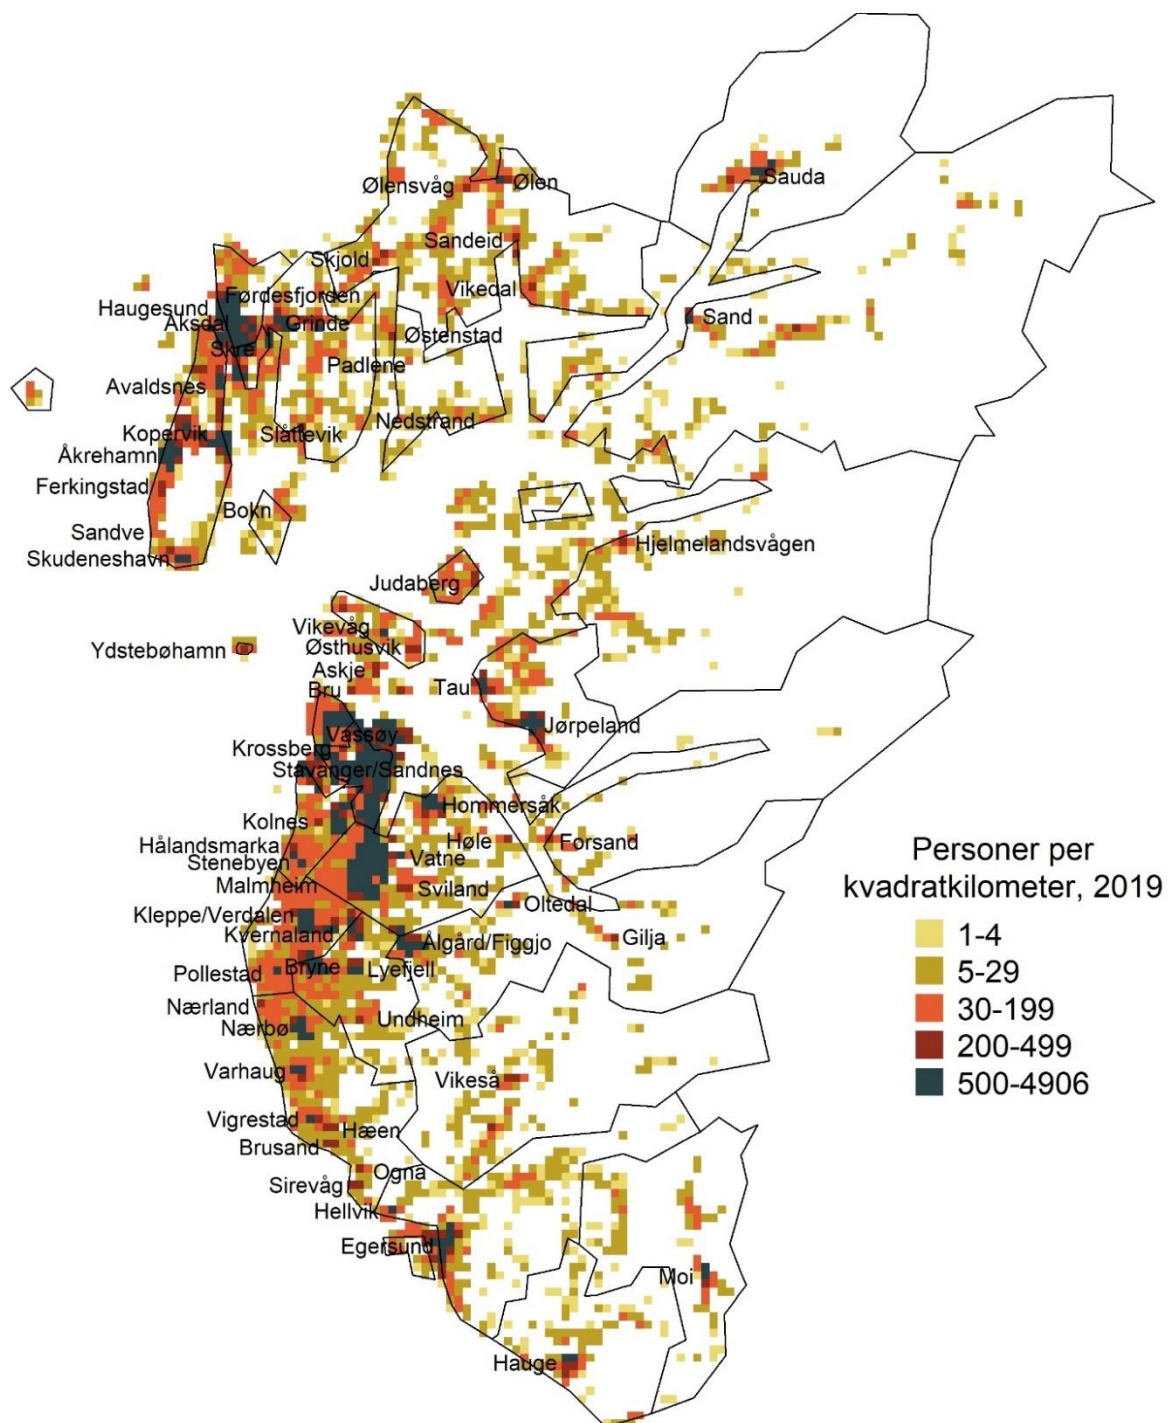 Sauda
Ølensvåg
Ølen
Sandeid
Skjold
Vikedal
Førdesfjorden
Haugesund
Sand
Aksdal
Grinde
Østenstad
Skre
Padlene
Avaldsnes
Nedstrand
Kopervik
Slåttevik
Åkrehamn
Ferkingstad
Bokn
Sandve
Hjelmelandsvågen
Skudeneshavn
Judaberg
Vikevåg
Ydstebøhamn
Østhusvik
Askje
Bru
Tau
Jørpeland
Vassøy
Krossberg
Stavanger/Sandnes
Hommersåk
Kolnes
Høle
Forsand
Hålandsmarka
Stenebyen
Vatne
Malmheim
Sviland
Oltedal
Kleppe/Verdalen
Kvernaland
Ålgård/Figgjo
Gilja
Pollestad
Bryne
Lyefjell
Nærland
Nærbø
Undheim
Varhaug
Vikeså
Vigrestad
Hæen
Brusand
Ogna
Sirevåg
Hellvik
Egersund
Moi
Hauge
Personer per
kvadratkilometer, 2019
1-4
5-29
30-199
200-499
500-4906